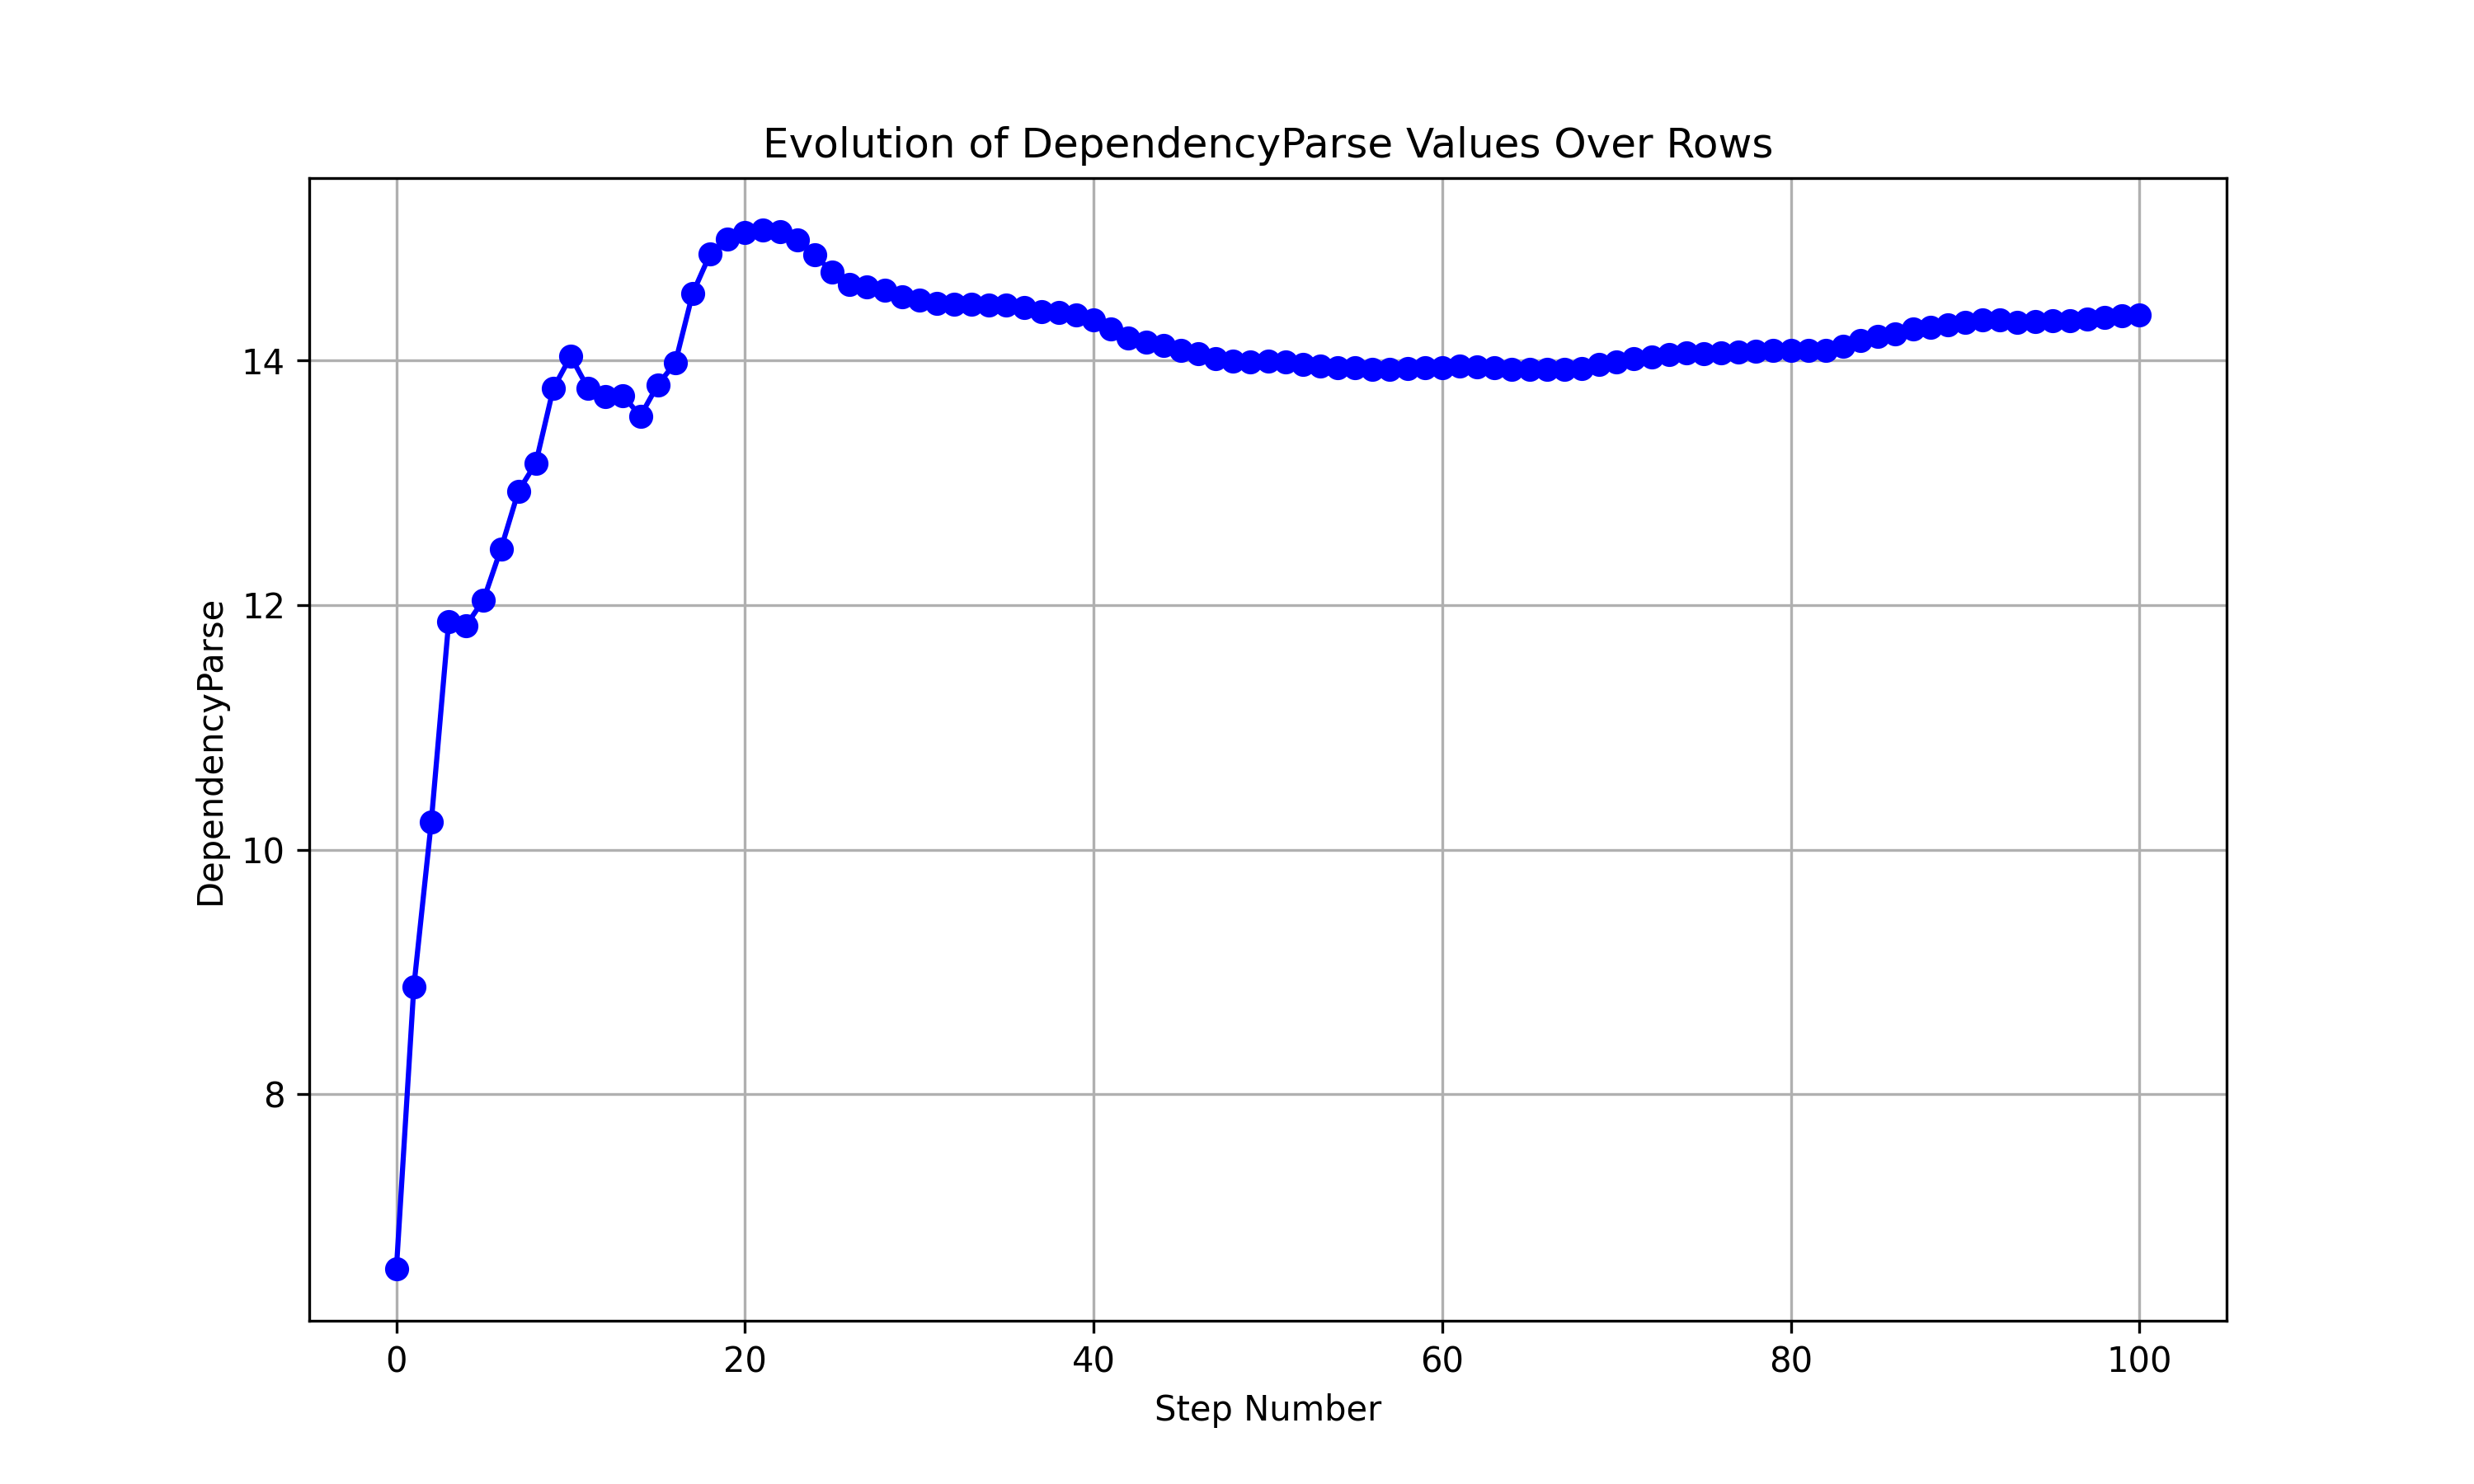 Evolution of DependencyParse Values Over Rows
DependencyParse
14
12
10
8
0 20 40 60 80 100
Step Number